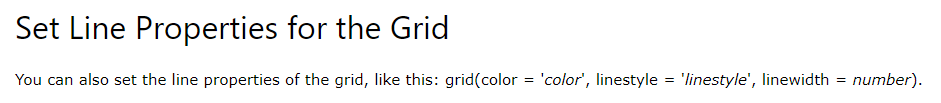 Set Line Properties for the Grid
You can also set the line properties of the grid, like this: grid(color = 'color', linestyle = 'linestyle', linewidth = number).